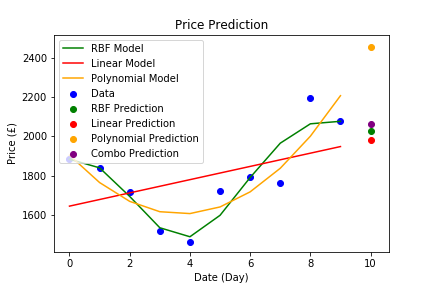 Price Prediction
RBF Model
Linear Model
Polynomial Model
Data
RBF Prediction
Linear Prediction
Polynomial Prediction
Combo Prediction
Price (£)
2400
2200
2000
1800
1600
0 2 4 6 8 10
Date (Day)